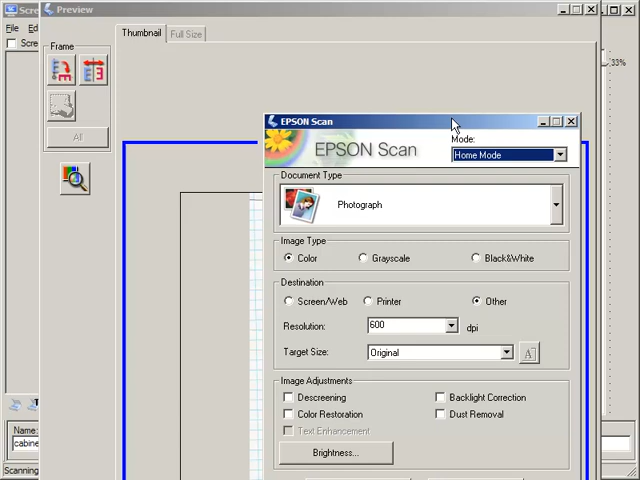 Scre
Preview
File Ed
Scre
Thumbnail Full Size
Frame
All
33%
EPSON Scan
EPSON Scan
Mode:
Home Mode
Document Type
Photograph
Image Type
Color Grayscale Black&White
Destination
Screen/Web Printer Other
Resolution: 600 dpi
Target Size: Original
Image Adjustments
Descreening Backlight Correction
Color Restoration Dust Removal
Text Enhancement
Brightness...
Name:
cabine
Scanning